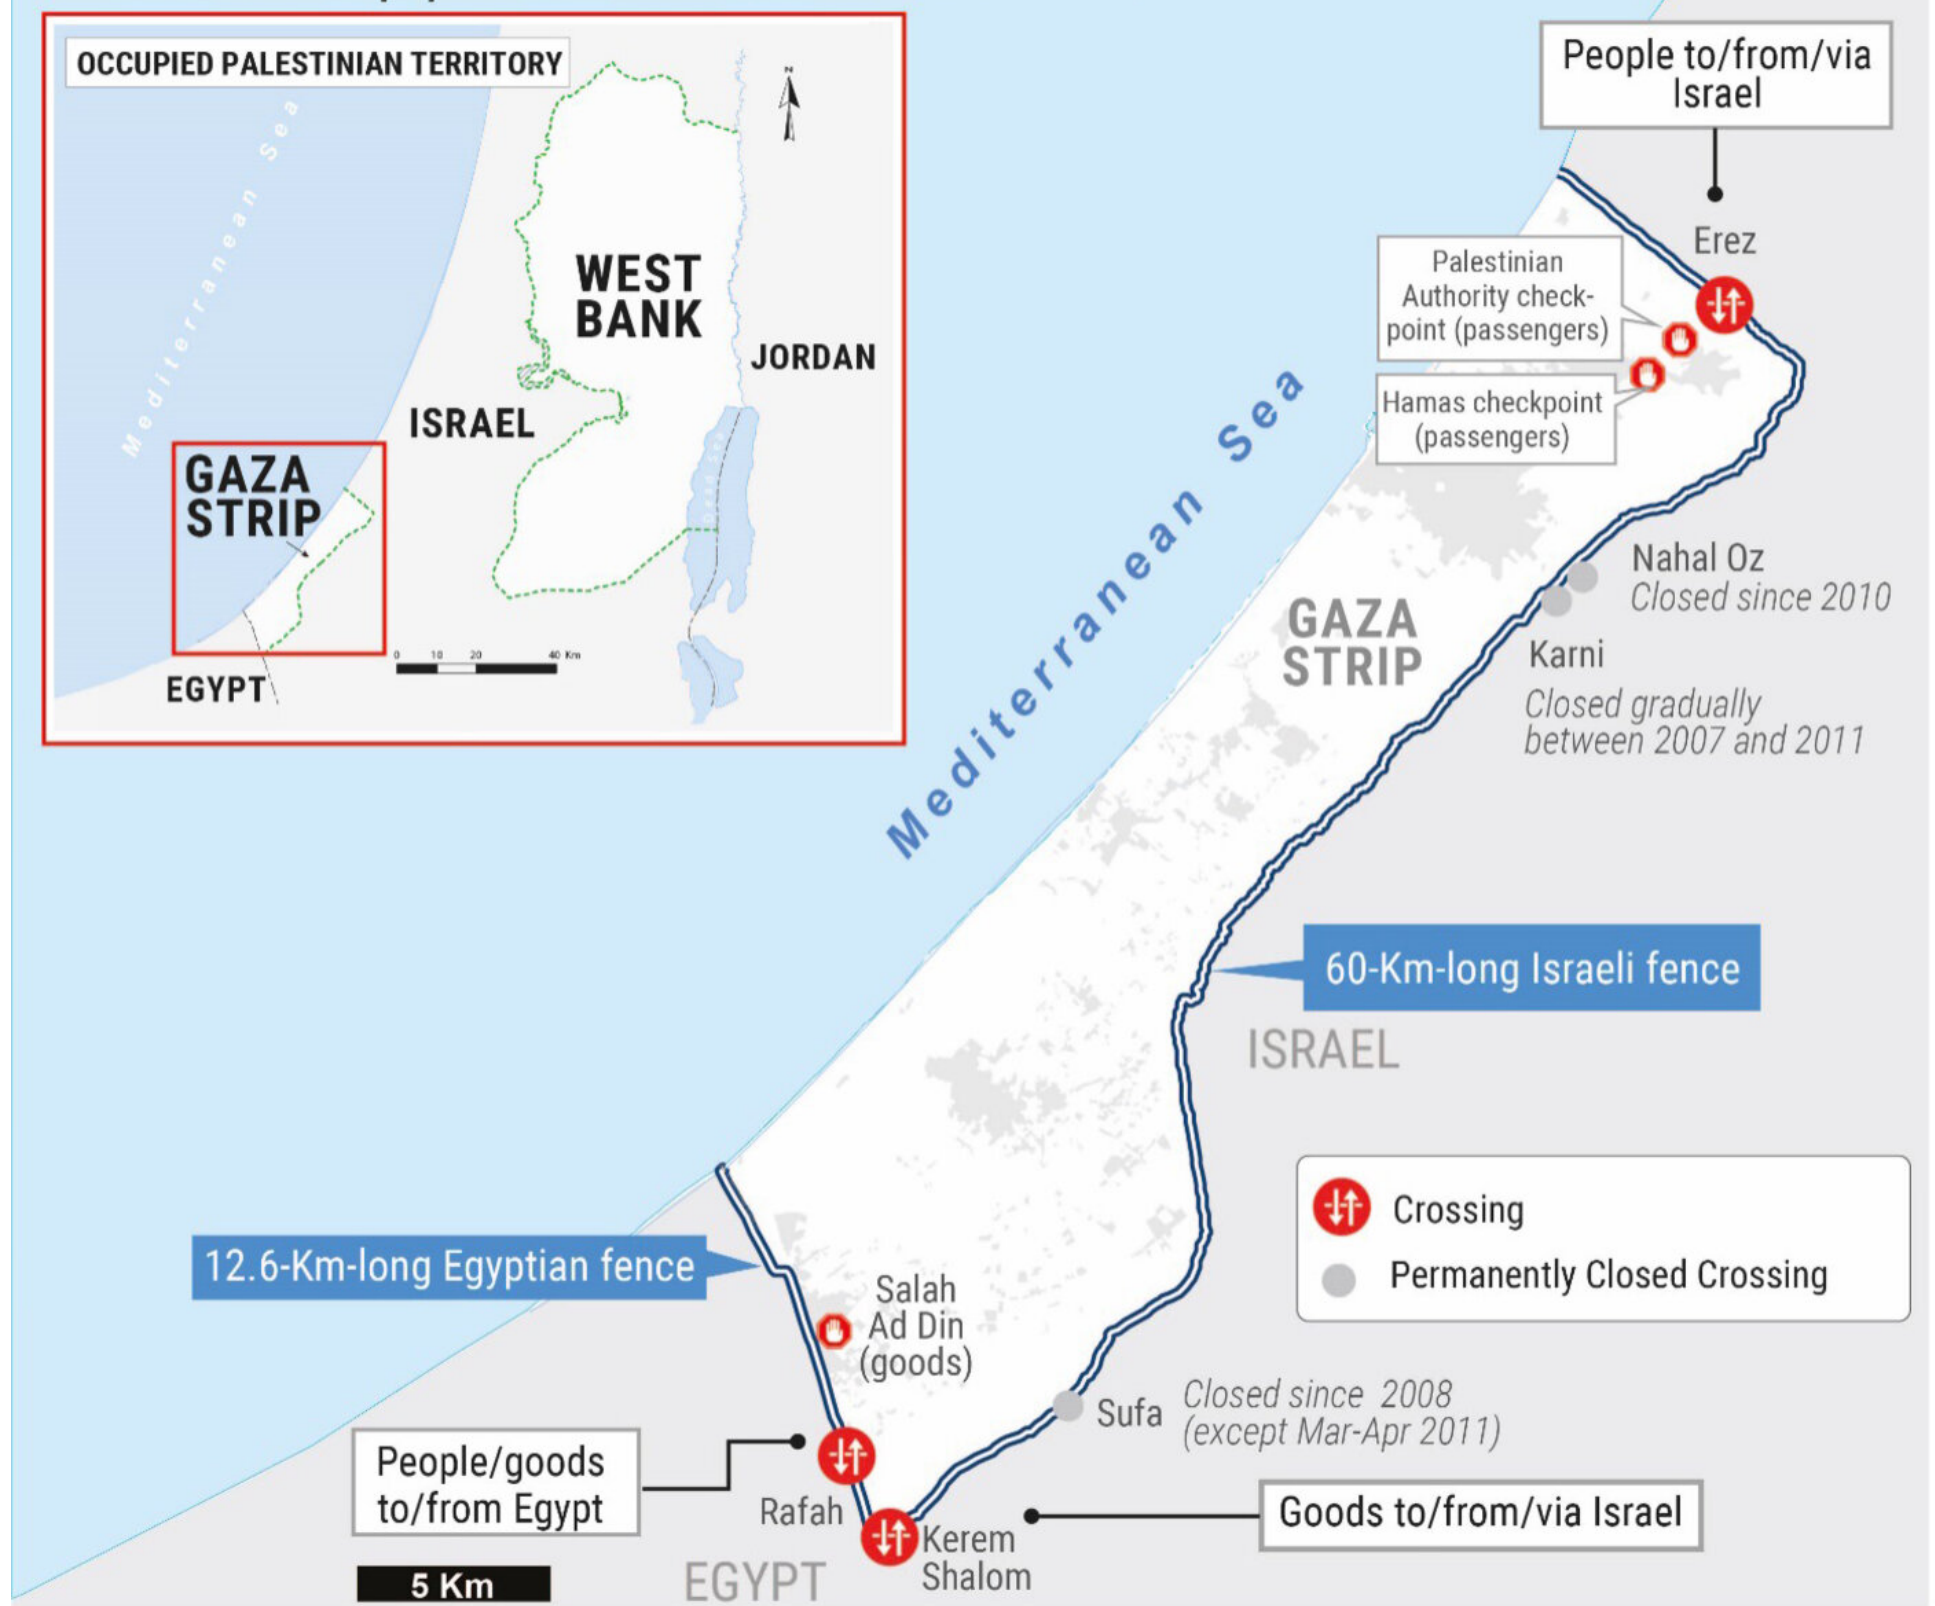 OCCUPIED PALESTINIAN TERRITORY
N
Mediterranean Sea
WEST
BANK
JORDAN
ISRAEL
Dead Sea
GAZA
STRIP
0 10 20 40 Km
EGYPT
People to/from/via
Israel
Erez
Palestinian
Authority check-
point (passengers)
Hamas checkpoint
(passengers)
Mediterranean Sea
Nahal Oz
Closed since 2010
GAZA
STRIP
Karni
Closed gradually
between 2007 and 2011
60-Km-long Israeli fence
ISRAEL
Crossing
Permanently Closed Crossing
12.6-Km-long Egyptian fence
Salah
Ad Din
(goods)
Sufa
Closed since 2008
(except Mar-Apr 2011)
People/goods
to/from Egypt
Rafah
Goods to/from/via Israel
Kerem
Shalom
EGYPT
5 Km